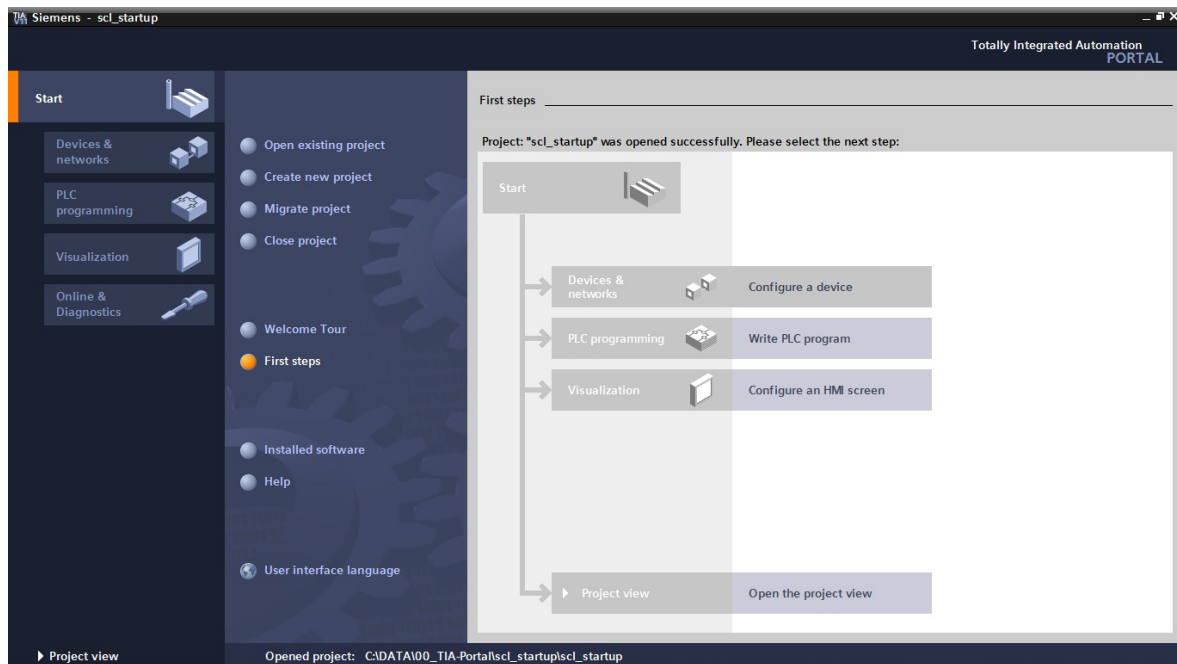 Siemens - scl_startup
Totally Integrated Automation
PORTAL
Start
Devices &
networks
PLC
programming
Visualization
Online &
Diagnostics
Open existing project
Create new project
Migrate project
Close project
Welcome Tour
First steps
Installed software
Help
User interface language
First steps
Project: "scl_startup" was opened successfully. Please select the next step:
Start
Devices &
networks
Configure a device
PLC programming
Write PLC program
Visualization
Configure an HMI screen
Project view
Open the project view
Project view
Opened project: C:\DATA\00_TIA-Portal\scl_startup\scl_startup